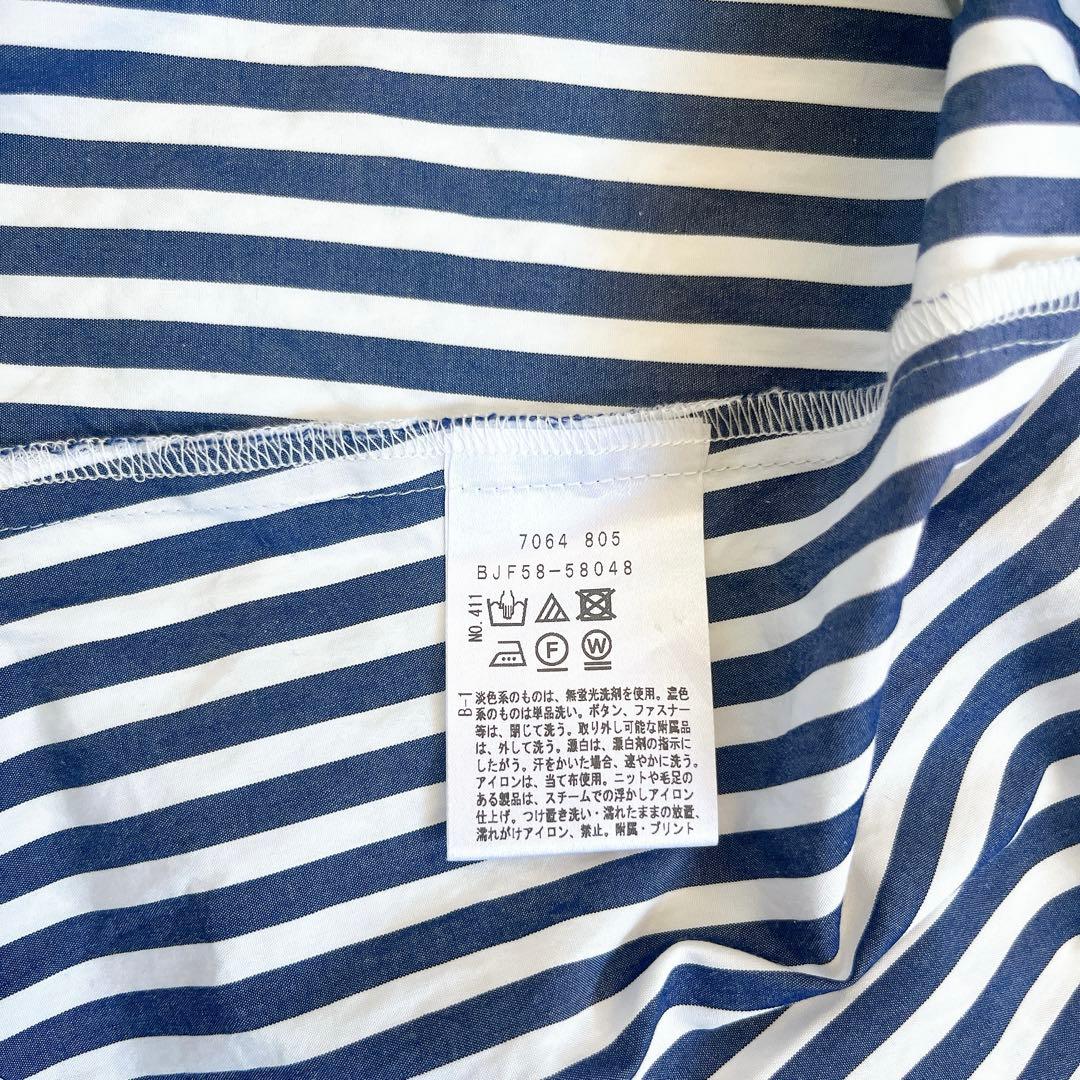 7064 805
BJF58-58048
NO.411
F
W
B-1
淡色系のものは、無蛍光洗剤を使用。濃色
系のものは単品洗い。ボタン、ファスナー
等は、閉じて洗う。取り外し可能な附属品
は、外して洗う。漂白は、漂白剤の指示に
したがう。汗をかいた場合、速やかに洗う。
アイロンは、当て布使用。ニットや毛足の
ある製品は、スチームでの浮かしアイロン
仕上げ。つけ置き洗い・濡れたままの放置、
濡れがけアイロン、禁止。附属・プリント